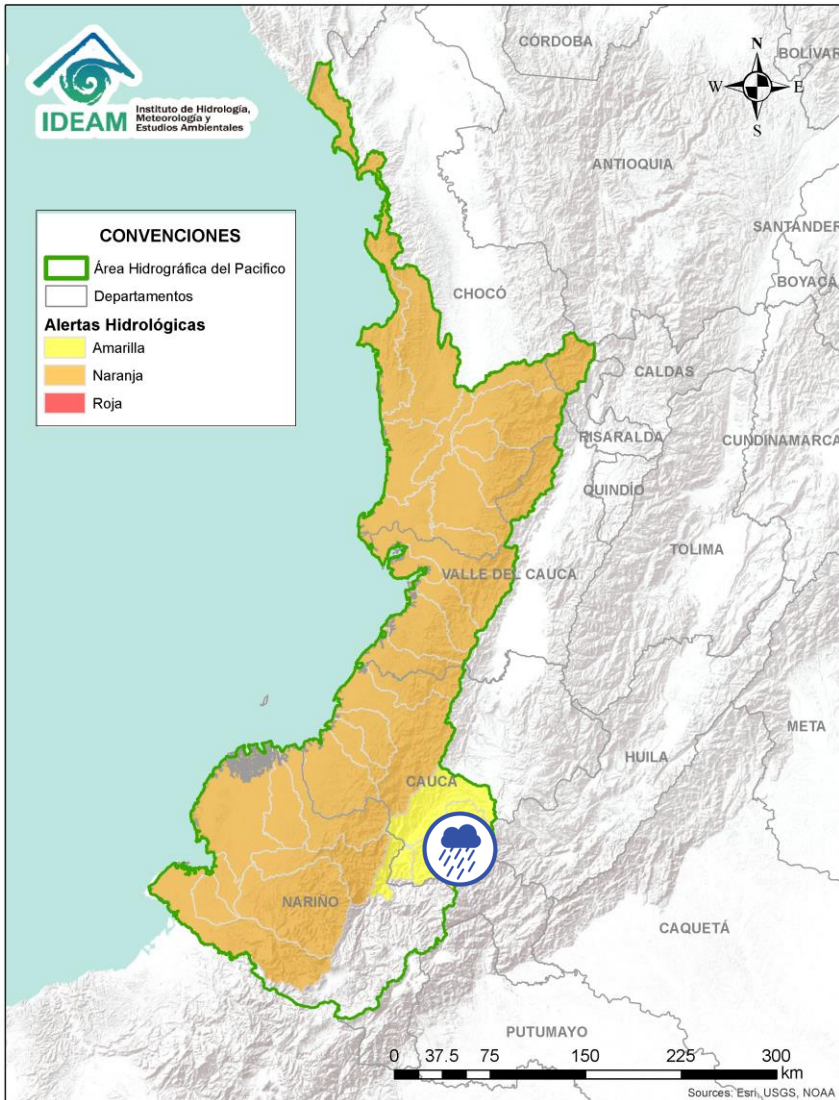 IDEAM
Instituto de Hidrología,
Meteorología y
Estudios Ambientales
CÓRDOBA
BOLÍVAR
N
W
E
S
ANTIOQUIA
SANTANDER
BOYACÁ
CONVENCIONES
Área Hidrográfica del Pacifico
Departamentos
Alertas Hidrológicas
Amarilla
Naranja
Roja
CHOCÓ
CALDAS
RISARALDA
CUNDINAMARCA
QUINDÍO
TOLIMA
VALLE DEL CAUCA
META
HUILA
CAUCA
NARIÑO
CAQUETÁ
PUTUMAYO
0 37.5 75 150 225 300
km
Sources: Esri, USGS, NOAA